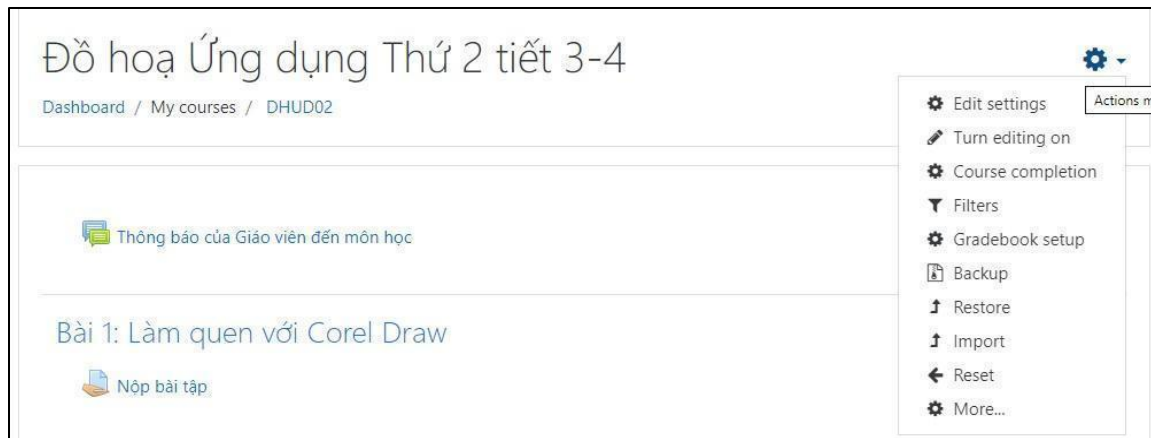 Đồ hoạ Ứng dụng Thứ 2 tiết 3-4
Dashboard / My courses / DHUD02
Actions
Edit settings
Turn editing on
Course completion
Filters
Gradebook setup
Backup
Restore
Import
Reset
More...
Thông báo của Giáo viên đến môn học
Bài 1: Làm quen với Corel Draw
Nộp bài tập